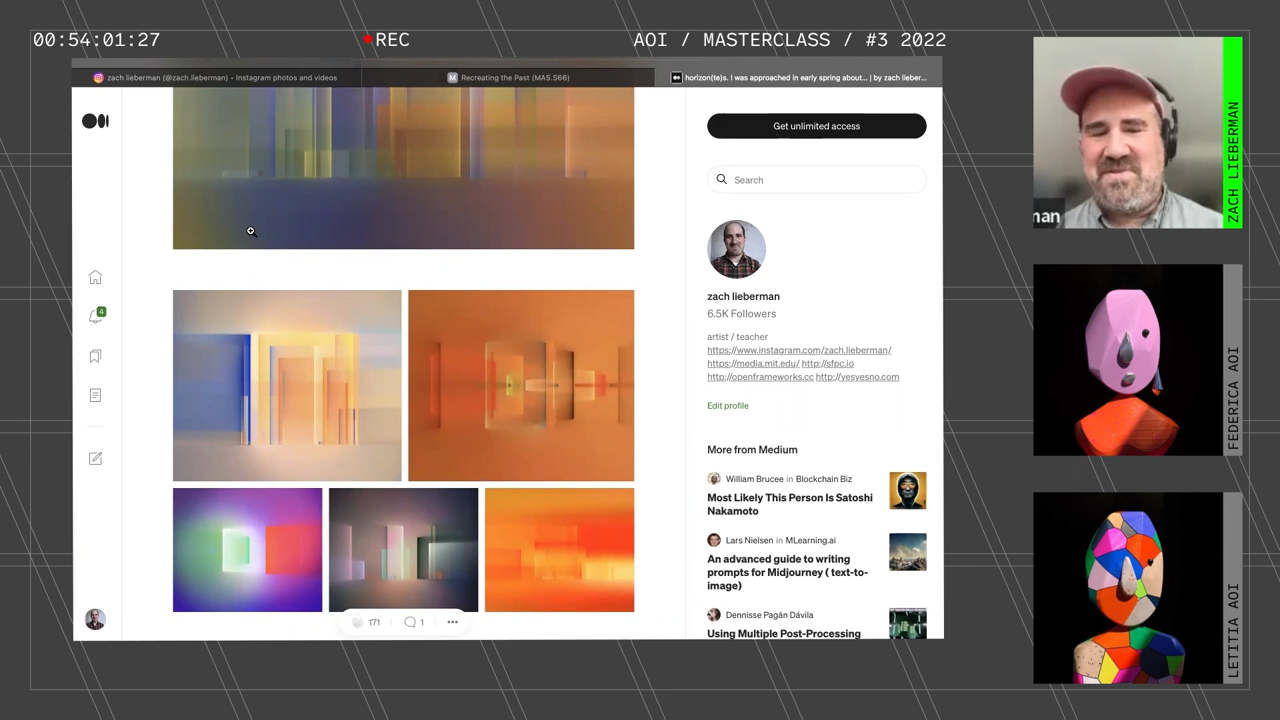 00:54:01:27
REC
AOI / MASTERCLASS / #3 2022
zach lieberman (@zach.lieberman) • Instagram photos and videos
M Recreating the Past (MAS.S66)
horizon(te)s. I was approached in early spring about... | by zach lieber...
Get unlimited access
Search
4
zach lieberman
6.5K Followers
artist / teacher
https://www.instagram.com/zach.lieberman/
https://media.mit.edu/ http://sfpc.io
http://openframeworks.cc http://yesyesno.com
Edit profile
More from Medium
William Brucee in Blockchain Biz
Most Likely This Person Is Satoshi
Nakamoto
Lars Nielsen in MLearning.ai
An advanced guide to writing
prompts for Midjourney ( text-to-
image)
Dennisse Pagán Dávila
Using Multiple Post-Processing
171
1
man
ZACH LIEBERMAN
FEDERICA AOI
LETITIA AOI